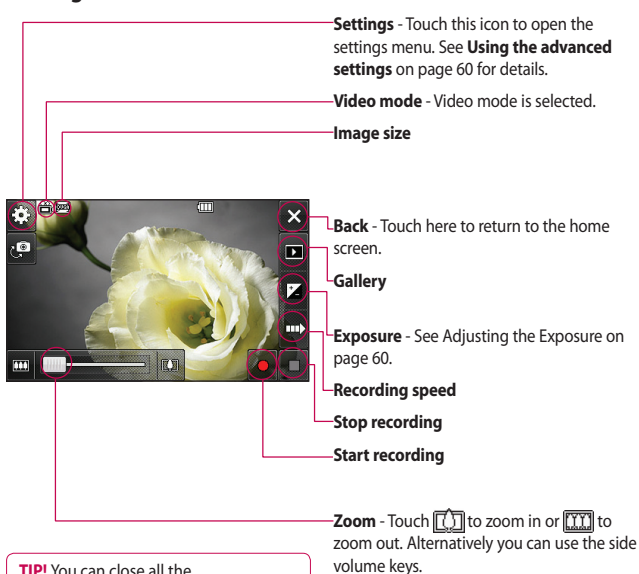 Settings - Touch this icon to open the
settings menu. See Using the advanced
settings on page 60 for details.
Video mode - Video mode is selected.
Image size
Back - Touch here to return to the home
screen.
Gallery
Exposure - See Adjusting the Exposure on
page 60.
Recording speed
Stop recording
Start recording
Zoom - Touch to zoom in or to
zoom out. Alternatively you can use the side
volume keys.
TIP! You can close all the